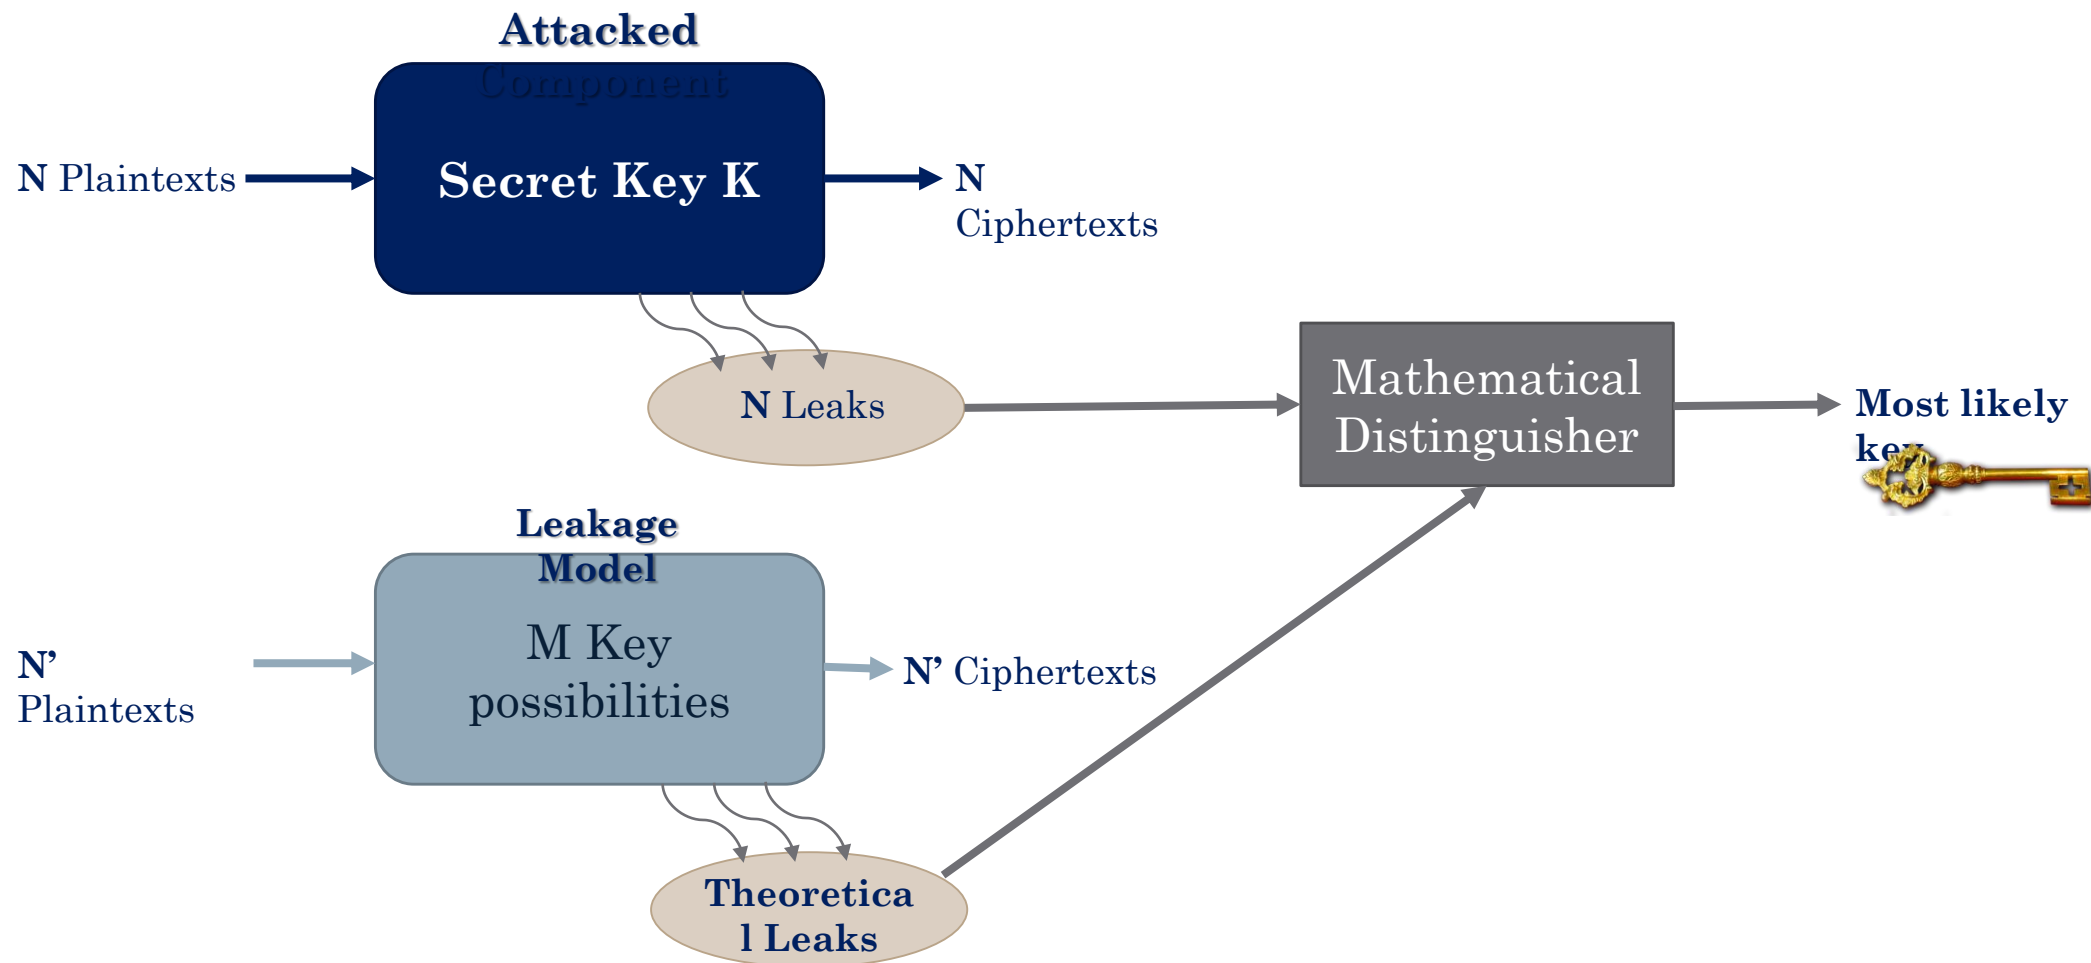 Attacked
Component
Secret Key K
N Plaintexts
N
Ciphertexts
N Leaks
Mathematical
Distinguisher
Most likely
key
Leakage
Model
M Key
possibilities
N’
Plaintexts
N’ Ciphertexts
Theoretica
l Leaks